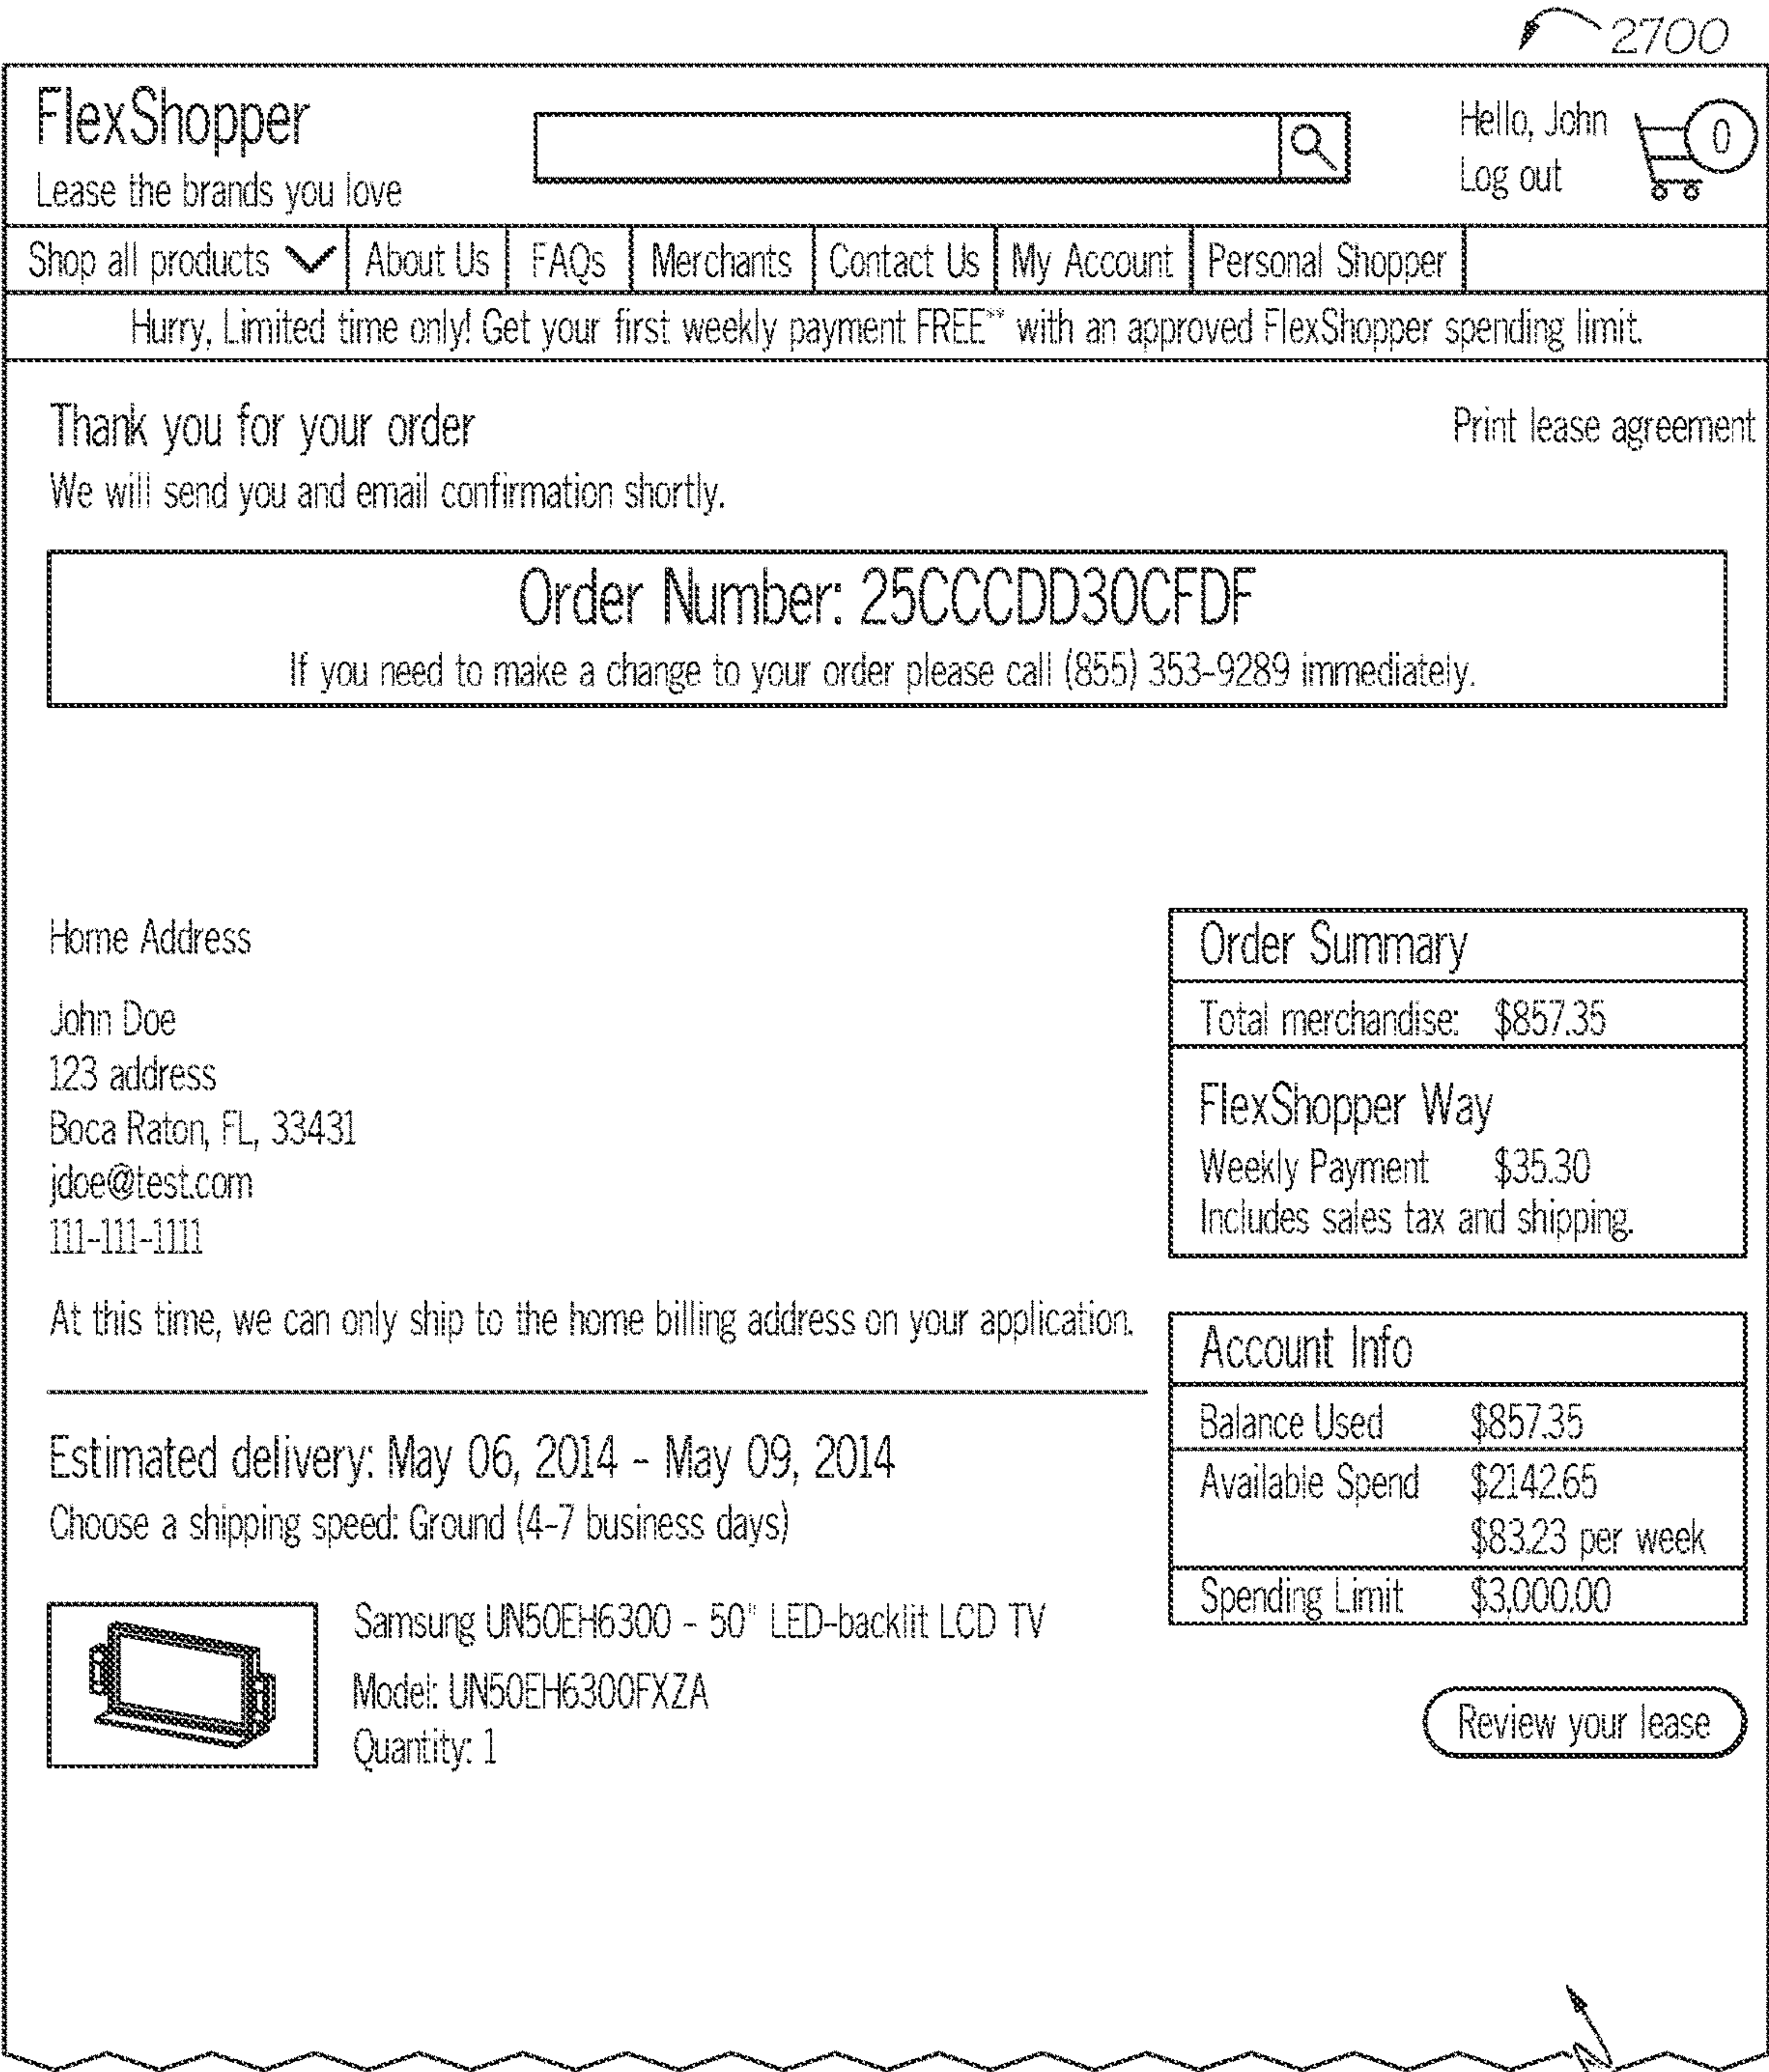 2700
FlexShopper
Lease the brands you love
Hello, John
Log out
0
Shop all products About Us FAQs Merchants Contact Us My Account Personal Shopper
Hurry, Limited time only! Get your first weekly payment FREE** with an approved FlexShopper spending limit.
Thank you for your order
Print lease agreement
We will send you and email confirmation shortly.
Order Number: 25CCCDD30CFDF
If you need to make a change to your order please call (855) 353-9289 immediately.
Home Address
John Doe
123 address
Boca Raton, FL, 33431
jdoe@test.com
111-111-1111
At this time, we can only ship to the home billing address on your application.
Order Summary
Total merchandise: $857.35
FlexShopper Way
Weekly Payment $35.30
Includes sales tax and shipping.
Account Info
Balance Used $857.35
Available Spend $2142.65
$83.23 per week
Spending Limit $3,000.00
Estimated delivery: May 06, 2014 - May 09, 2014
Choose a shipping speed: Ground (4-7 business days)
Samsung UN50EH6300 - 50" LED-backlit LCD TV
Model: UN50EH6300FXZA
Quantity: 1
Review your lease